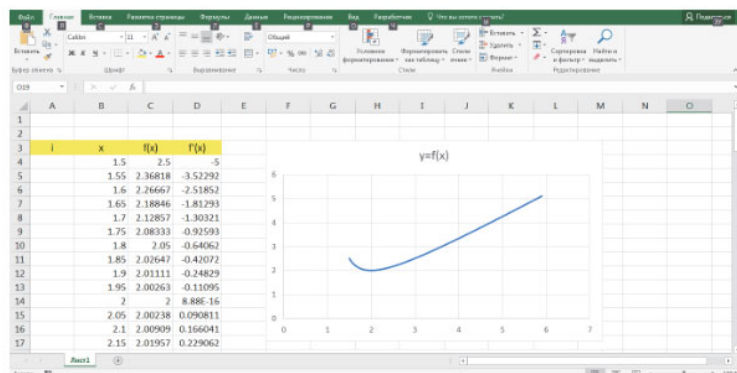 Файл Главная Вставка Разметка страницы Формулы Данные Рецензирование Вид Разработчик Что вы хотите сделать?
Вставить Calibri 11 Общий Условное форматирование Форматировать как таблицу Стили ячеек Вставить Удалить Формат Сортировка и фильтр Найти и выделить
Буфер обмена Шрифт Выравнивание Число Стили Ячейки Редактирование
O19 fx
A B C D E F G H I J K L M N O
1
2
3 i x f(x) f'(x)
4 1.5 2.5 -5
5 1.55 2.36818 -3.52292
6 1.6 2.26667 -2.51852
7 1.65 2.18846 -1.81293
8 1.7 2.12857 -1.30321
9 1.75 2.08333 -0.92593
10 1.8 2.05 -0.64062
11 1.85 2.02647 -0.42072
12 1.9 2.01111 -0.24829
13 1.95 2.00263 -0.11095
14 2 2 8.88E-16
15 2.05 2.00238 0.090811
16 2.1 2.00909 0.166041
17 2.15 2.01957 0.229062
y=f(x)
6
5
4
3
2
1
0
0 1 2 3 4 5 6 7
Лист1